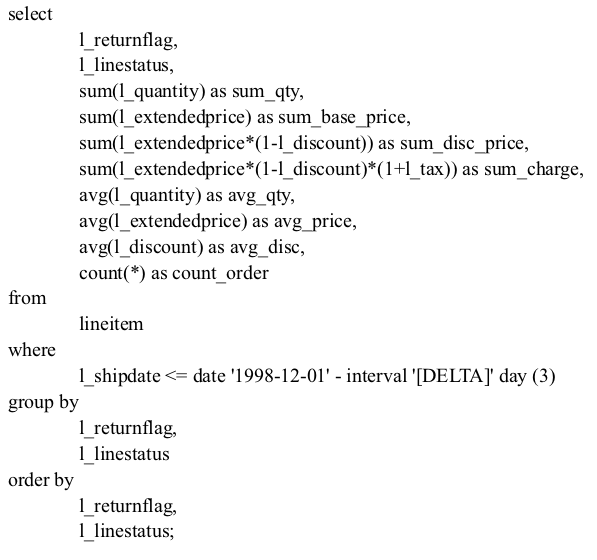 select
l_returnflag,
l_linestatus,
sum(l_quantity) as sum_qty,
sum(l_extendedprice) as sum_base_price,
sum(l_extendedprice*(1-l_discount)) as sum_disc_price,
sum(l_extendedprice*(1-l_discount)*(1+l_tax)) as sum_charge,
avg(l_quantity) as avg_qty,
avg(l_extendedprice) as avg_price,
avg(l_discount) as avg_disc,
count(*) as count_order
from
lineitem
where
l_shipdate <= date '1998-12-01' - interval '[DELTA]' day (3)
group by
l_returnflag,
l_linestatus
order by
l_returnflag,
l_linestatus;